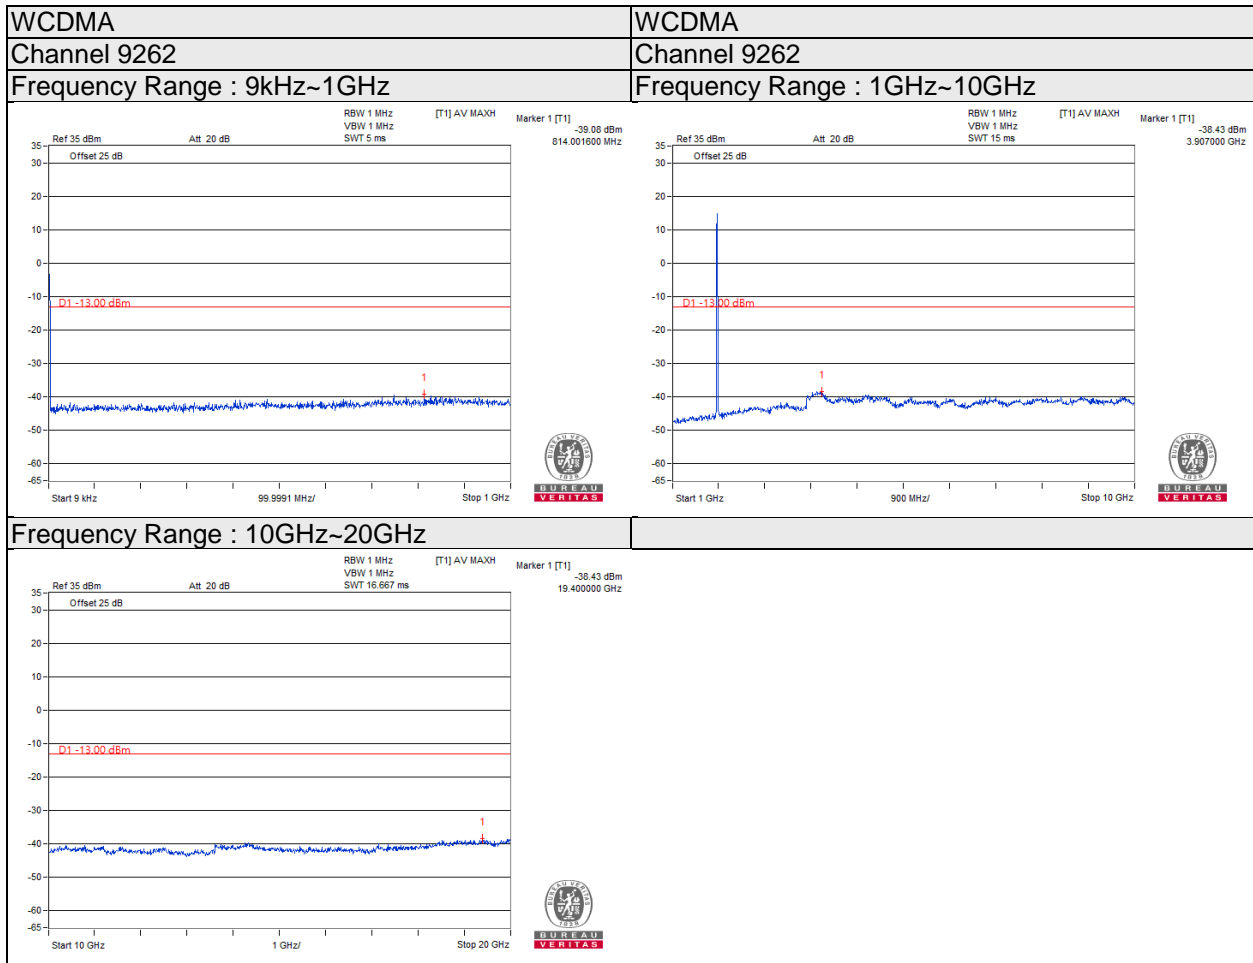 WCDMA
Channel 9262
Frequency Range : 9kHz~1GHz
RBW 1 MHz
VBW 1 MHz
SWT 5 ms
[T1] AV MAXH
Marker 1 [T1]
-39.08 dBm
814.001600 MHz
Ref 35 dBm
Att 20 dB
Offset 25 dB
35
30
20
10
0
-10
D1 -13.00 dBm
-20
-30
1
-40
-50
-60
-65
Start 9 kHz
99.9991 MHz/
Stop 1 GHz
BUREAU VERITAS
1828
BUREAU
VERITAS
WCDMA
Channel 9262
Frequency Range : 1GHz~10GHz
RBW 1 MHz
VBW 1 MHz
SWT 15 ms
[T1] AV MAXH
Marker 1 [T1]
-38.43 dBm
3.907000 GHz
Ref 35 dBm
Att 20 dB
Offset 25 dB
35
30
20
10
0
-10
D1 -13.00 dBm
-20
-30
1
-40
-50
-60
-65
Start 1 GHz
900 MHz/
Stop 10 GHz
BUREAU VERITAS
1828
BUREAU
VERITAS
Frequency Range : 10GHz~20GHz
RBW 1 MHz
VBW 1 MHz
SWT 16.667 ms
[T1] AV MAXH
Marker 1 [T1]
-38.43 dBm
19.400000 GHz
Ref 35 dBm
Att 20 dB
Offset 25 dB
35
30
20
10
0
-10
D1 -13.00 dBm
-20
-30
1
-40
-50
-60
-65
Start 10 GHz
1 GHz/
Stop 20 GHz
BUREAU VERITAS
1828
BUREAU
VERITAS